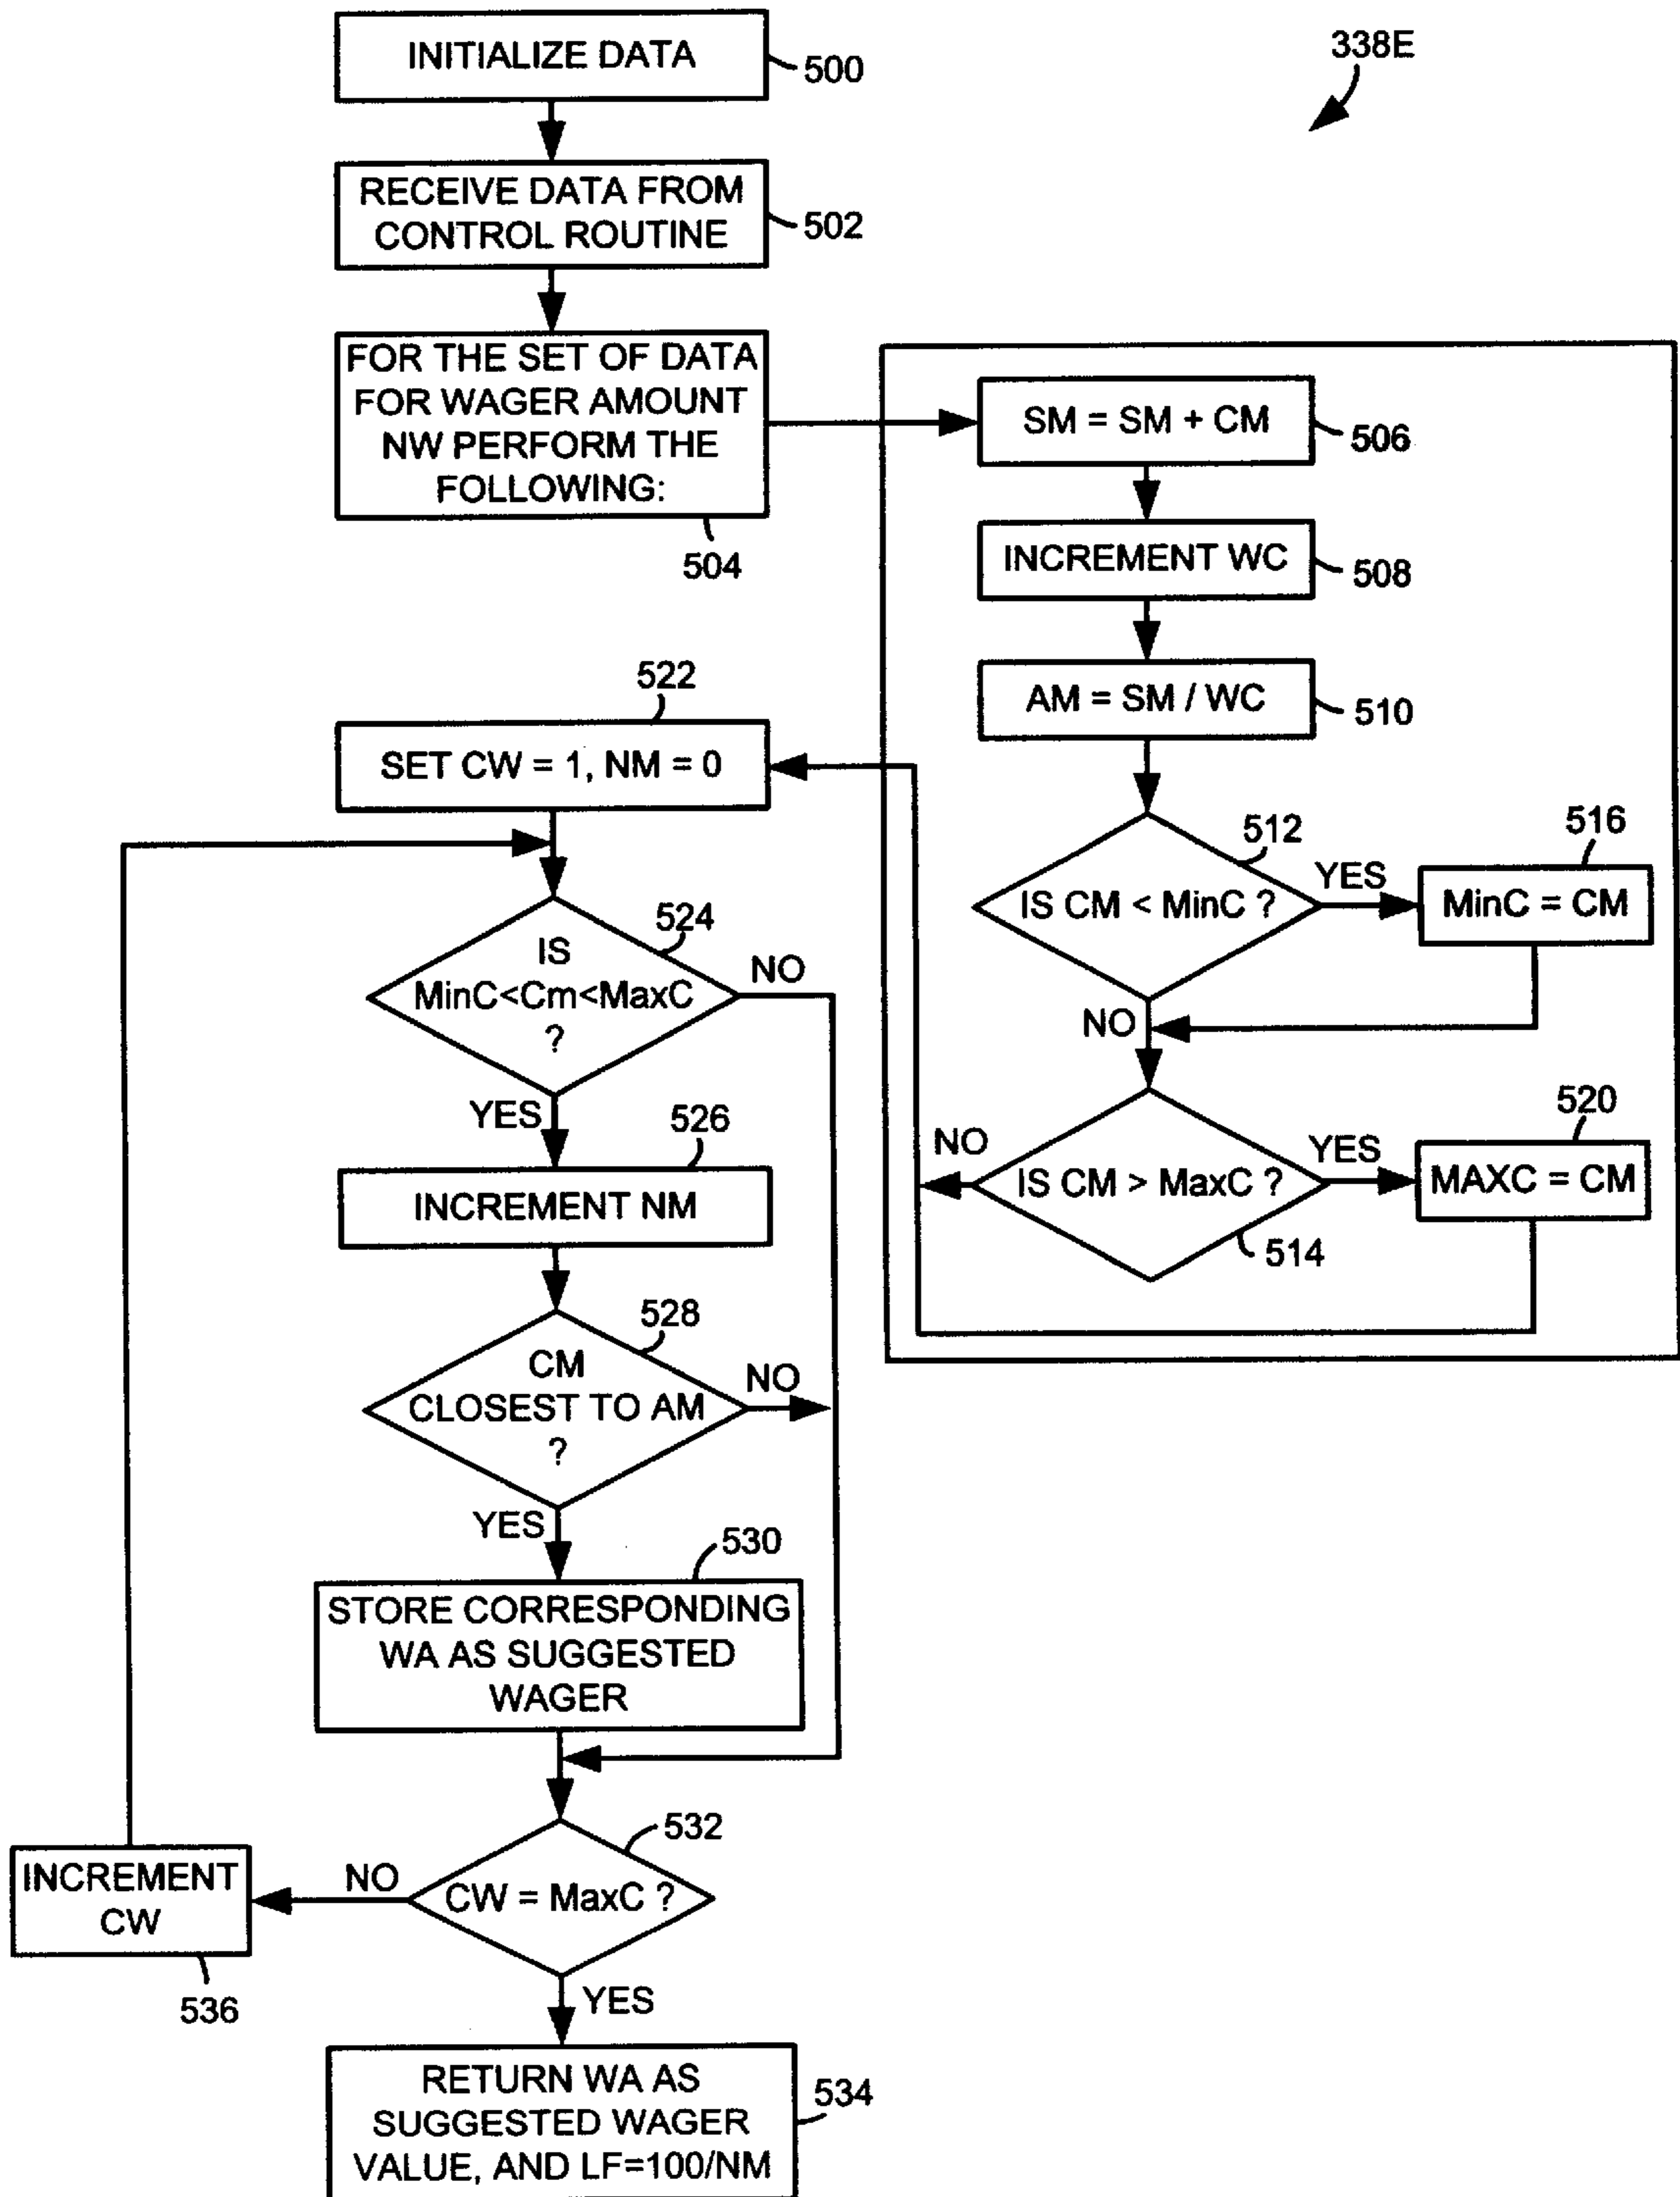 INITIALIZE DATA
500
338E
RECEIVE DATA FROM
CONTROL ROUTINE
502
FOR THE SET OF DATA
FOR WAGER AMOUNT
NW PERFORM THE
FOLLOWING:
504
SM = SM + CM
506
INCREMENT WC
508
AM = SM / WC
510
512
IS CM < MinC ?
YES
516
MinC = CM
NO
IS CM > MaxC ?
514
NO
YES
520
MAXC = CM
522
SET CW = 1, NM = 0
524
IS
MinC<Cm<MaxC
?
NO
YES
526
INCREMENT NM
528
CM
CLOSEST TO AM
?
NO
YES
530
STORE CORRESPONDING
WA AS SUGGESTED
WAGER
532
CW = MaxC ?
NO
INCREMENT
CW
536
YES
RETURN WA AS
SUGGESTED WAGER
VALUE, AND LF=100/NM
534